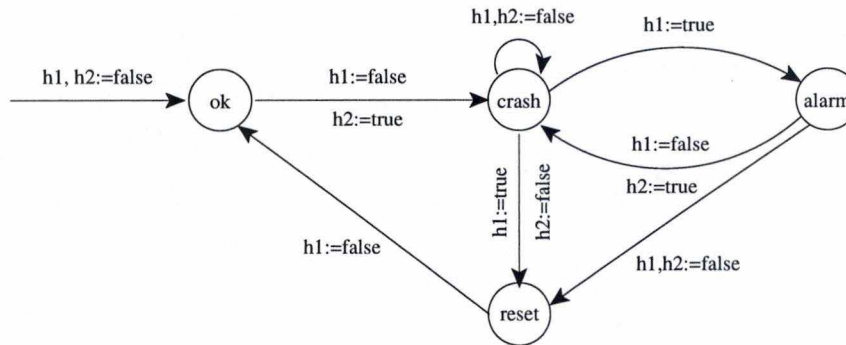 h1,h2:=false
h1:=true
h1, h2:=false
h1:=false
ok
crash
alarm
h2:=true
h1:=false
h2:=true
h1:=true
h2:=false
h1:=false
h1,h2:=false
reset